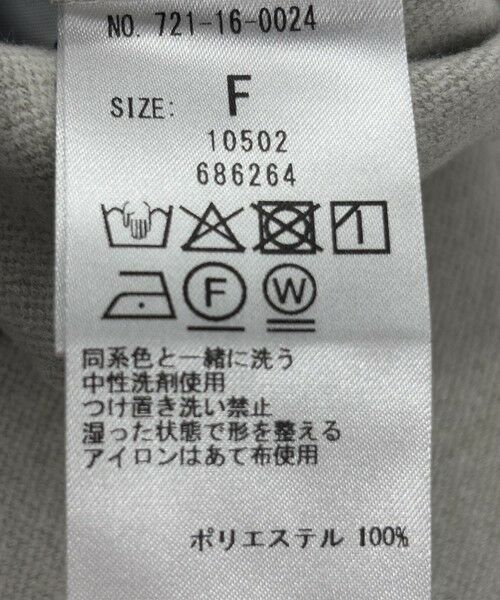 NO. 721-16-0024
SIZE: F
10502
686264
F W
同系色と一緒に洗う
中性洗剤使用
つけ置き洗い禁止
湿った状態で形を整える
アイロンはあて布使用
ポリエステル 100%